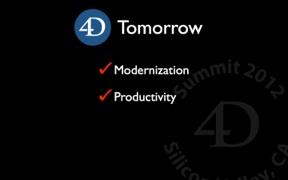 4D Tomorrow
✓ Modernization
✓ Productivity
Summit 2012
4D
Silicon Valley, CA